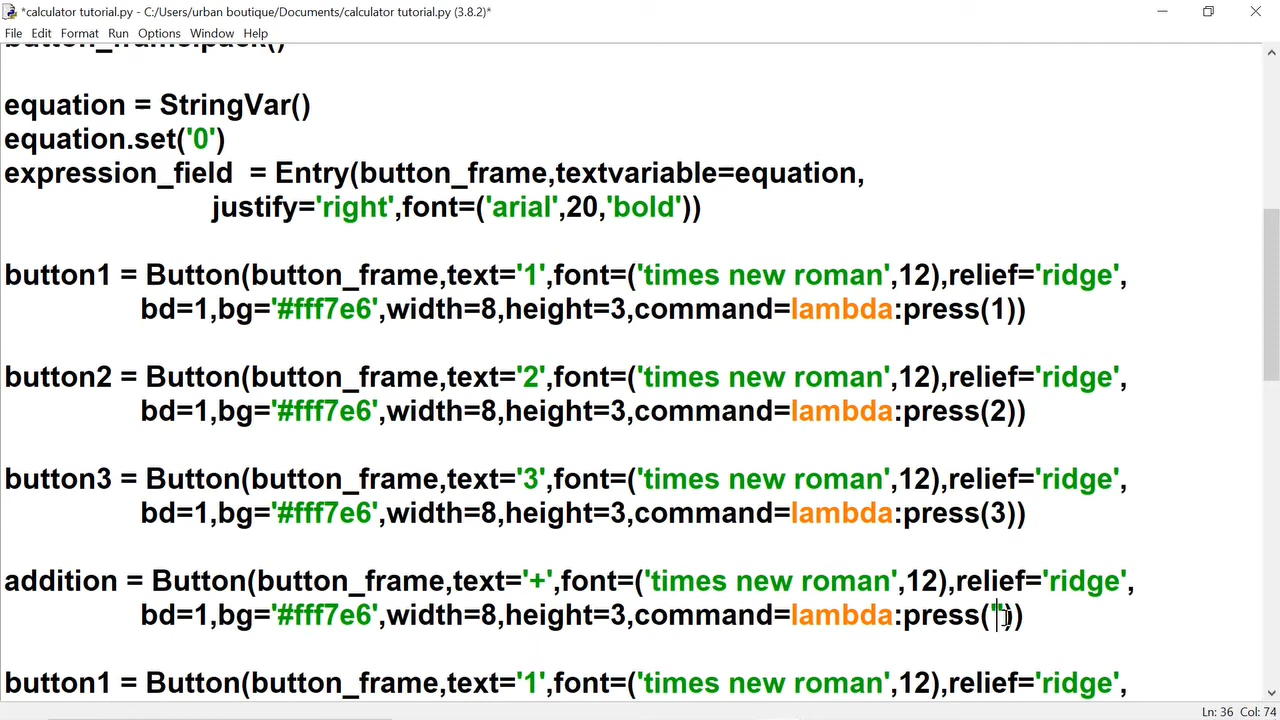 *calculator tutorial.py - C:/Users/urban boutique/Documents/calculator tutorial.py (3.8.2)*
File Edit Format Run Options Window Help
button_frame.pack()
equation = StringVar()
equation.set('0')
expression_field = Entry(button_frame,textvariable=equation,
justify='right',font=('arial',20,'bold'))
button1 = Button(button_frame,text='1',font=('times new roman',12),relief='ridge',
bd=1,bg='#fff7e6',width=8,height=3,command=lambda:press(1))
button2 = Button(button_frame,text='2',font=('times new roman',12),relief='ridge',
bd=1,bg='#fff7e6',width=8,height=3,command=lambda:press(2))
button3 = Button(button_frame,text='3',font=('times new roman',12),relief='ridge',
bd=1,bg='#fff7e6',width=8,height=3,command=lambda:press(3))
addition = Button(button_frame,text='+',font=('times new roman',12),relief='ridge',
bd=1,bg='#fff7e6',width=8,height=3,command=lambda:press(''))
button1 = Button(button_frame,text='1',font=('times new roman',12),relief='ridge',
Ln: 36 Col: 74